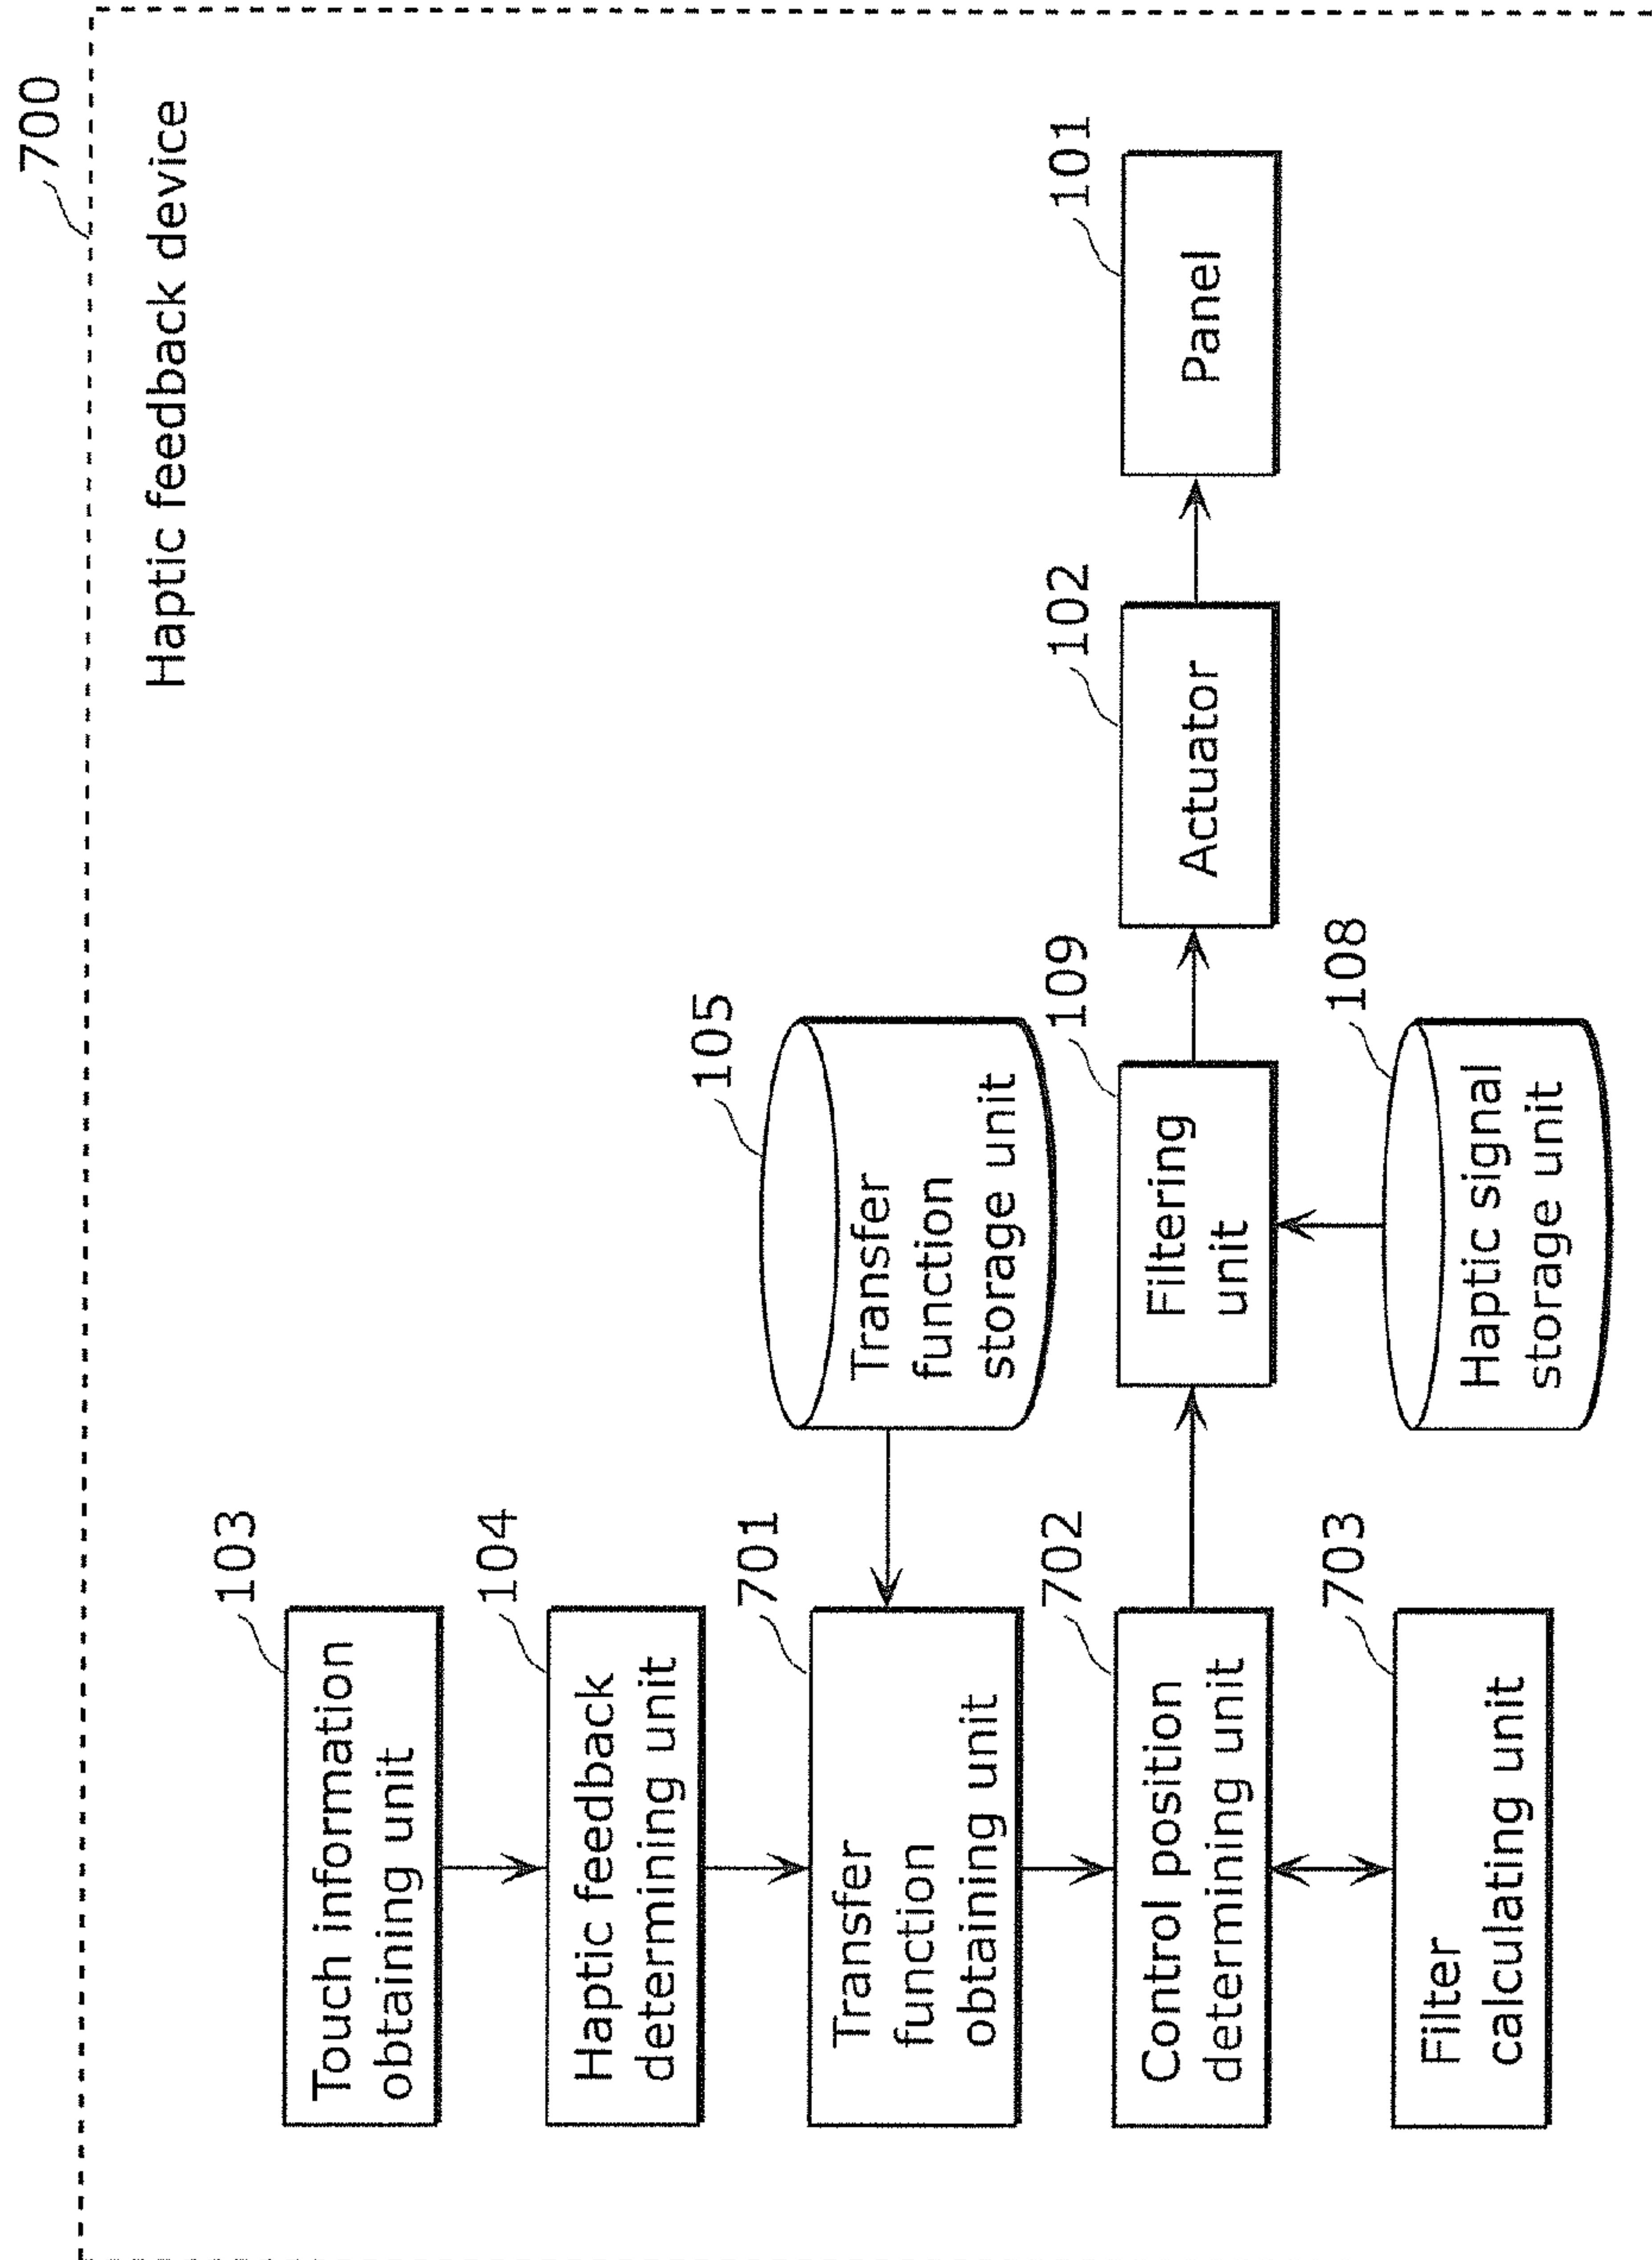 700
Haptic feedback device
103
Touch information
obtaining unit
104
Haptic feedback
determining unit
105
Transfer
function
storage unit
701
Transfer
function
obtaining unit
702
Control position
determining unit
109
Filtering
unit
102
Actuator
101
Panel
703
Filter
calculating unit
108
Haptic signal
storage unit